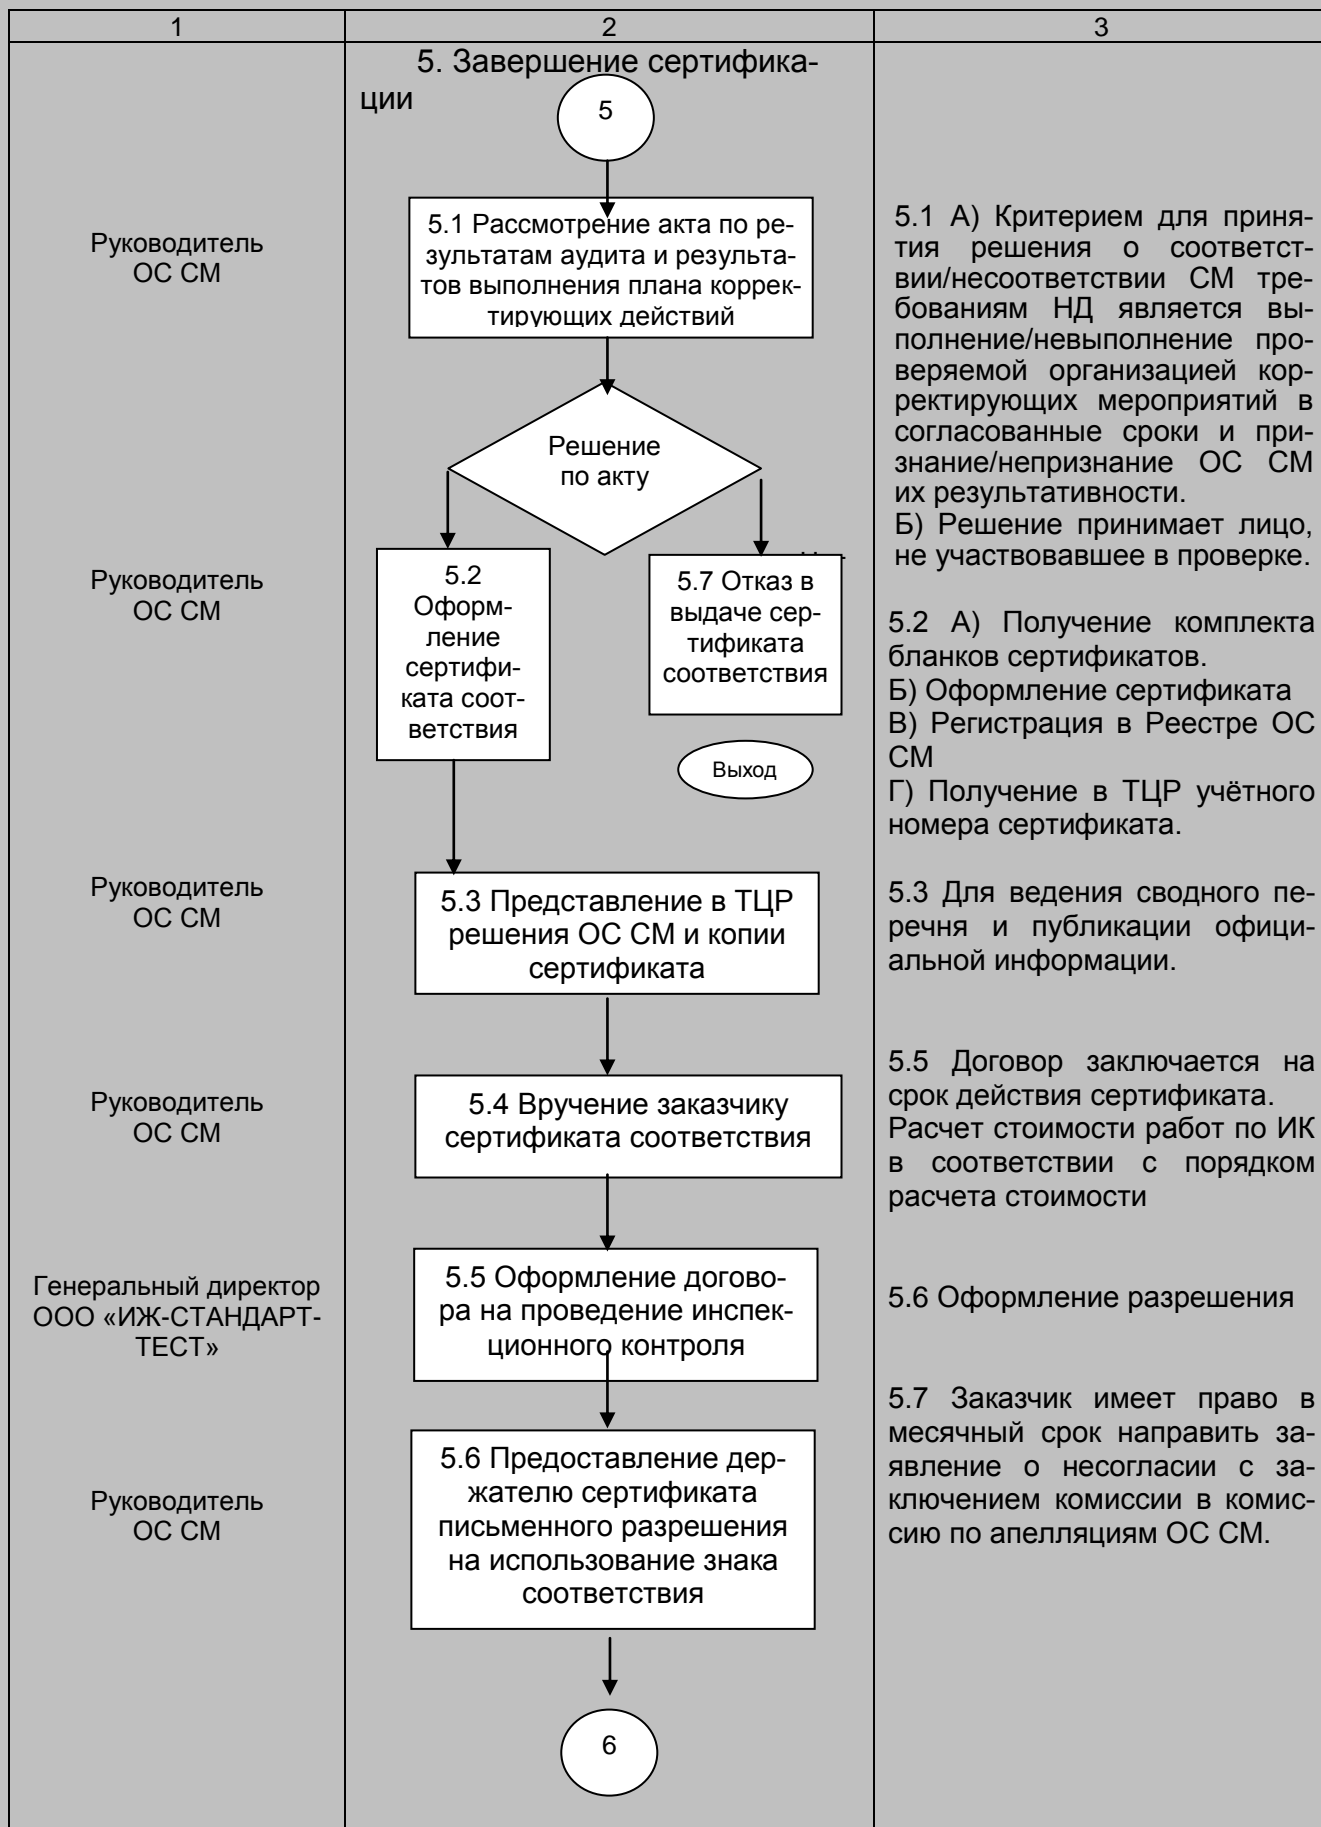 1
2
3
5. Завершение сертифика-
ции
5
Руководитель
ОС СМ
5.1 Рассмотрение акта по ре-
зультатам аудита и результа-
тов выполнения плана коррек-
тирующих действий
5.1 А) Критерием для приня-
тия решения о соответст-
вии/несоответствии СМ тре-
бованиям НД является вы-
полнение/невыполнение про-
веряемой организацией кор-
ректирующих мероприятий в
согласованные сроки и при-
знание/непризнание ОС СМ
их результативности.
Б) Решение принимает лицо,
не участвовавшее в проверке.
Решение
по акту
Руководитель
ОС СМ
5.2
Оформ-
ление
сертифи-
ката соот-
ветствия
5.7 Отказ в
выдаче сер-
тификата
соответствия
Выход
5.2 А) Получение комплекта
бланков сертификатов.
Б) Оформление сертификата
В) Регистрация в Реестре ОС
СМ
Г) Получение в ТЦР учётного
номера сертификата.
Руководитель
ОС СМ
5.3 Представление в ТЦР
решения ОС СМ и копии
сертификата
5.3 Для ведения сводного пе-
речня и публикации офици-
альной информации.
Руководитель
ОС СМ
5.4 Вручение заказчику
сертификата соответствия
5.5 Договор заключается на
срок действия сертификата.
Расчет стоимости работ по ИК
в соответствии с порядком
расчета стоимости
Генеральный директор
ООО «ИЖ-СТАНДАРТ-
ТЕСТ»
5.5 Оформление догово-
ра на проведение инспек-
ционного контроля
5.6 Оформление разрешения
Руководитель
ОС СМ
5.6 Предоставление дер-
жателю сертификата
письменного разрешения
на использование знака
соответствия
5.7 Заказчик имеет право в
месячный срок направить за-
явление о несогласии с за-
ключением комиссии в комис-
сию по апелляциям ОС СМ.
6